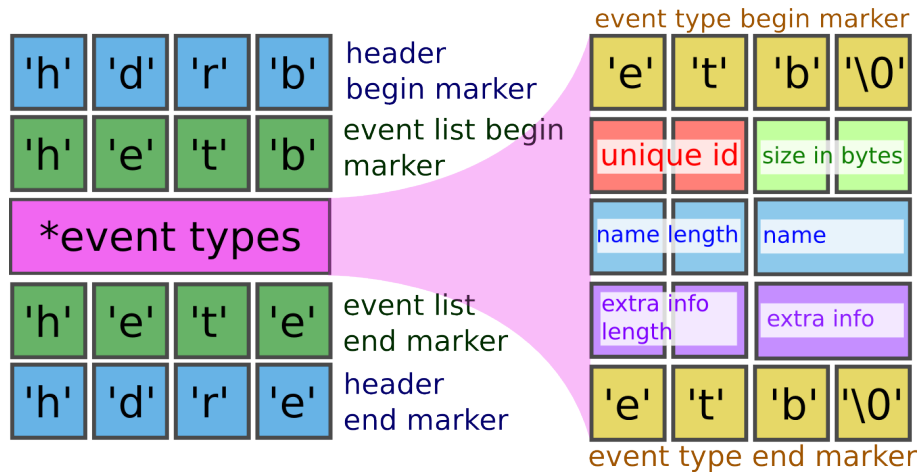 'h' 'd' 'r' 'b'
header
begin marker
'h' 'e' 't' 'b'
event list begin
marker
*event types
'h' 'e' 't' 'e'
event list
end marker
'h' 'd' 'r' 'e'
header
end marker
event type begin marker
'e' 't' 'b' '\0'
unique id
size in bytes
name length
name
extra info
length
extra info
'e' 't' 'b' '\0'
event type end marker